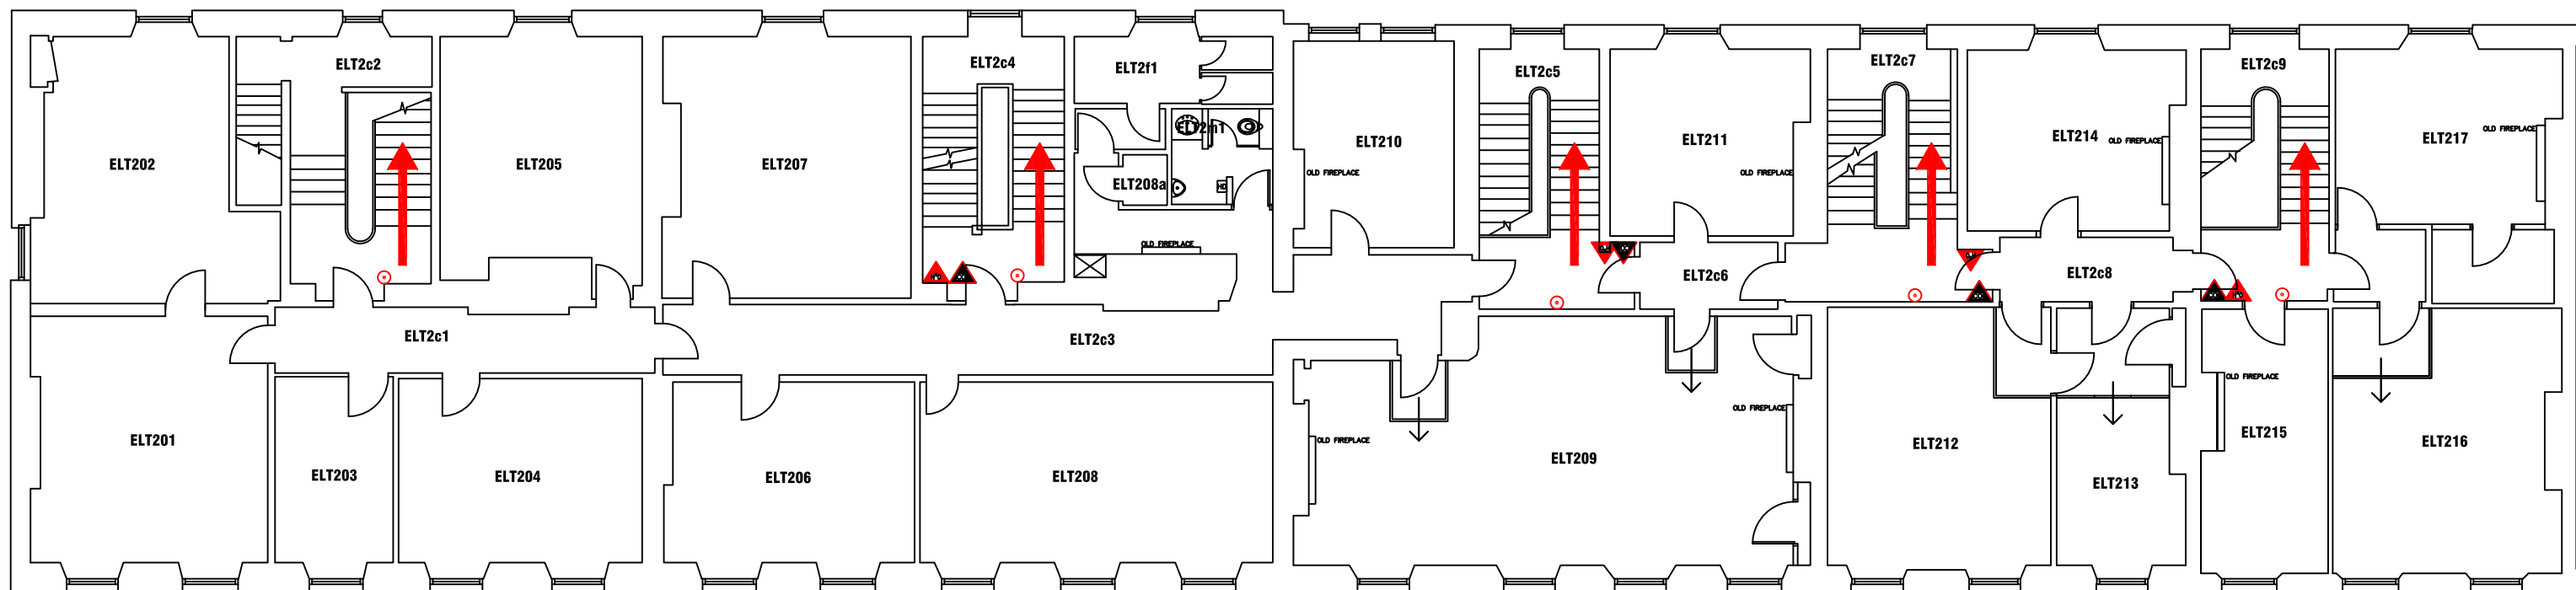 ELT2c2
ELT2c4
ELT2f1
ELT2c5
ELT2c7
ELT2c9
ELT202
ELT205
ELT207
ELT2m1
ELT208a
HD
ELT210
OLD FIREPLACE
ELT211
OLD FIREPLACE
ELT214
OLD FIREPLACE
ELT217
OLD FIREPLACE
OLD FIREPLACE
ELT2c6
ELT2c8
ELT2c1
ELT2c3
ELT201
ELT203
ELT204
ELT206
ELT208
OLD FIREPLACE
ELT209
OLD FIREPLACE
ELT212
ELT213
OLD FIREPLACE
ELT215
ELT216